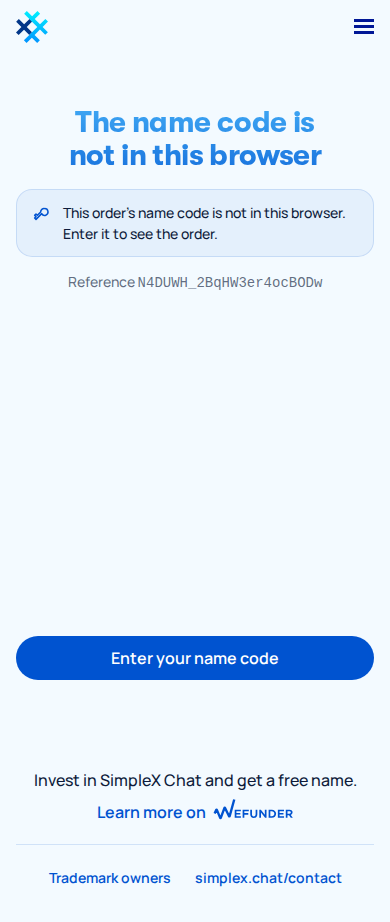 The name code is
not in this browser
This order's name code is not in this browser.
Enter it to see the order.
Reference N4DUWH_2BqHW3er4ocBODw
Enter your name code
Invest in SimpleX Chat and get a free name.
Learn more on WEFUNDER
Trademark owners simplex.chat/contact